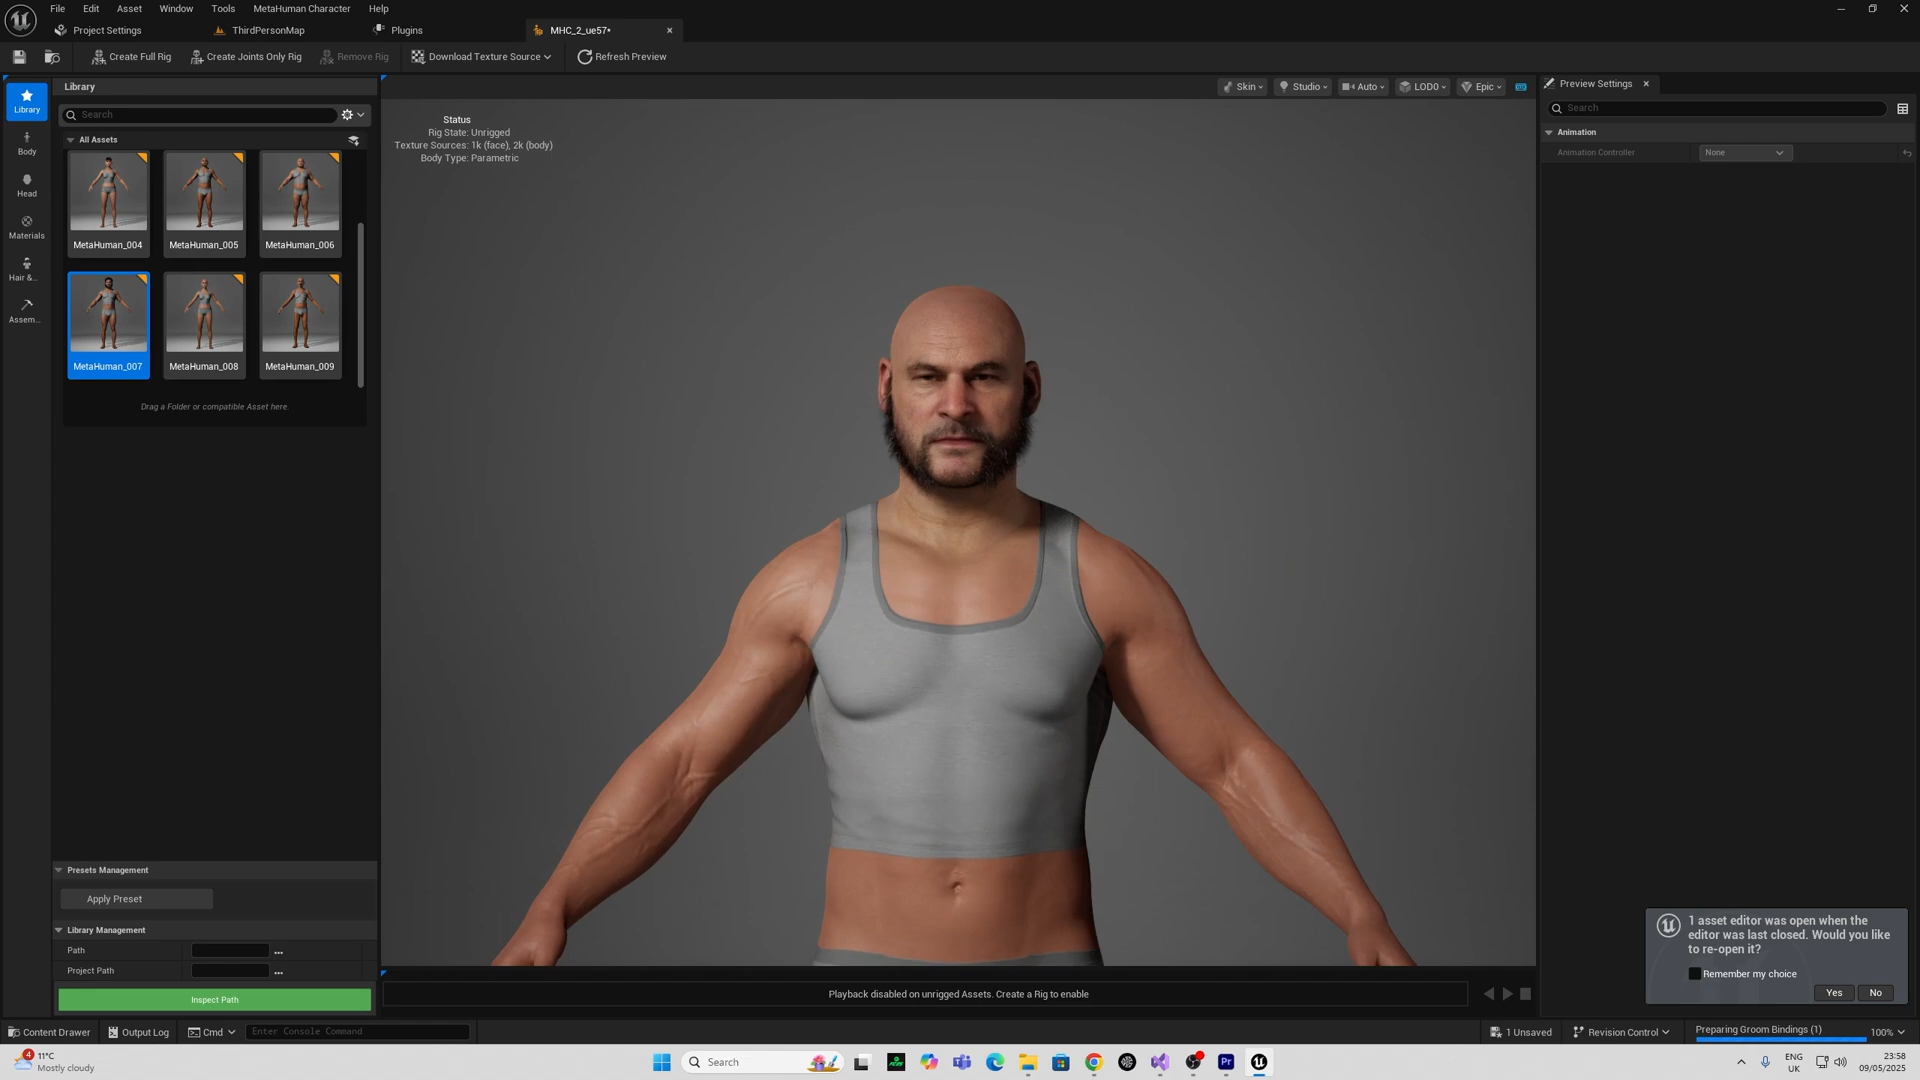 File Edit Asset Window Tools MetaHuman Character Help
Project Settings ThirdPersonMap Plugins MHC_2_ue57*
Create Full Rig Create Joints Only Rig Remove Rig Download Texture Source Refresh Preview
Library
Library
Search
All Assets
MetaHuman_004 MetaHuman_005 MetaHuman_006
MetaHuman_007 MetaHuman_008 MetaHuman_009
Drag a Folder or compatible Asset here.
Body
Head
Materials
Hair &...
Assem...
Presets Management
Apply Preset
Library Management
Path ...
Project Path ...
Inspect Path
Status
Rig State: Unrigged
Texture Sources: 1k (face), 2k (body)
Body Type: Parametric
Skin Studio Auto LOD0 Epic
Playback disabled on unrigged Assets. Create a Rig to enable
Preview Settings
Search
Animation
Animation Controller None
1 asset editor was open when the
editor was last closed. Would you like
to re-open it?
Remember my choice
Yes No
Content Drawer Output Log Cmd Enter Console Command
1 Unsaved Revision Control Preparing Groom Bindings (1) 100%
4
11°C
Mostly cloudy
Search
Pr
ENG
UK
23:58
09/05/2025